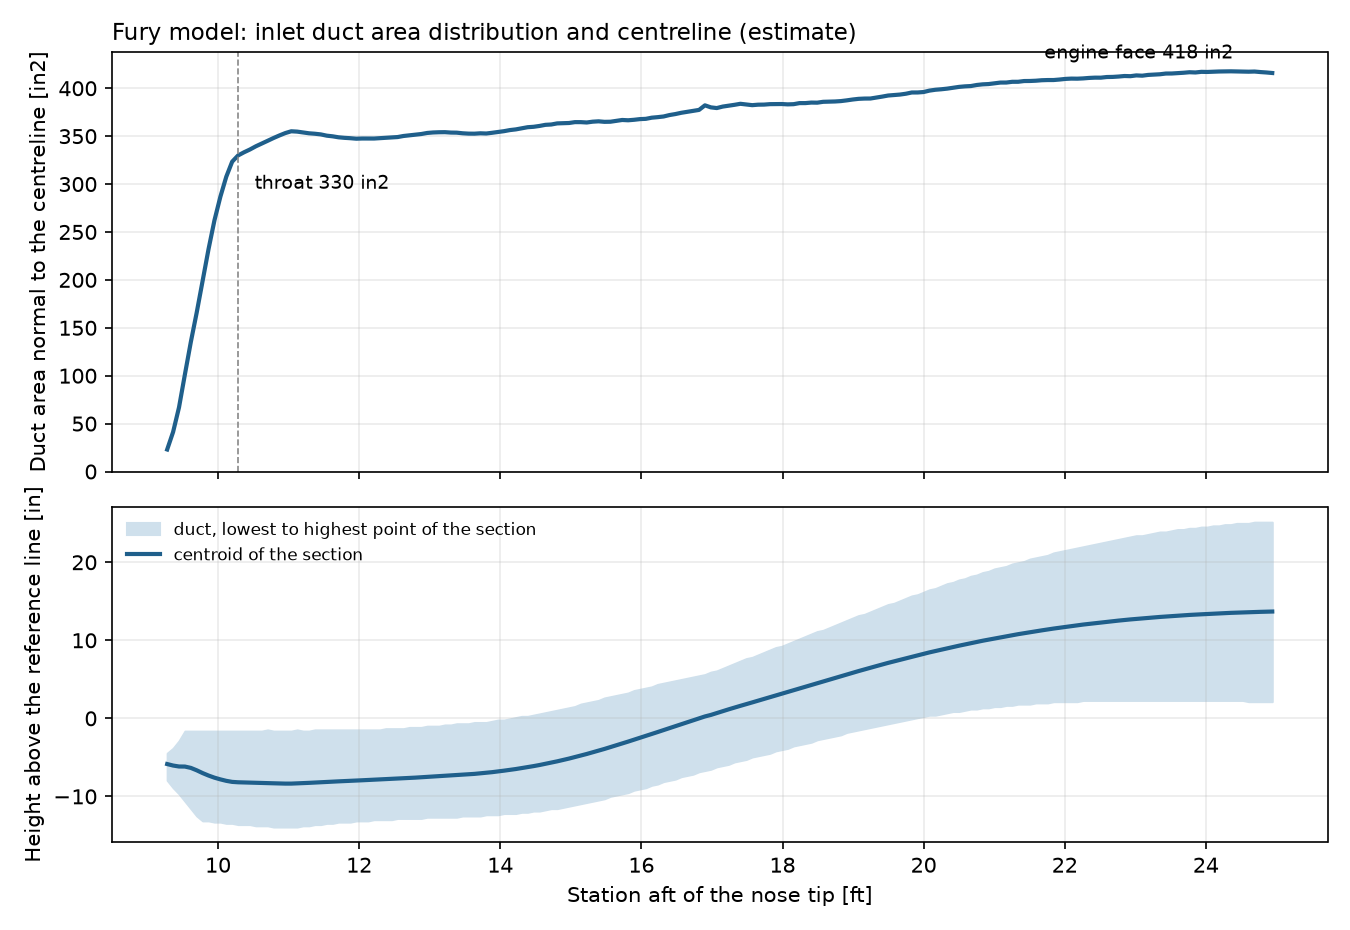 Fury model: inlet duct area distribution and centreline (estimate)
Duct area normal to the centreline [in2]
400
350
300
250
200
150
100
50
0
engine face 418 in2
throat 330 in2
Height above the reference line [in]
20
10
0
−10
duct, lowest to highest point of the section
centroid of the section
10 12 14 16 18 20 22 24
Station aft of the nose tip [ft]